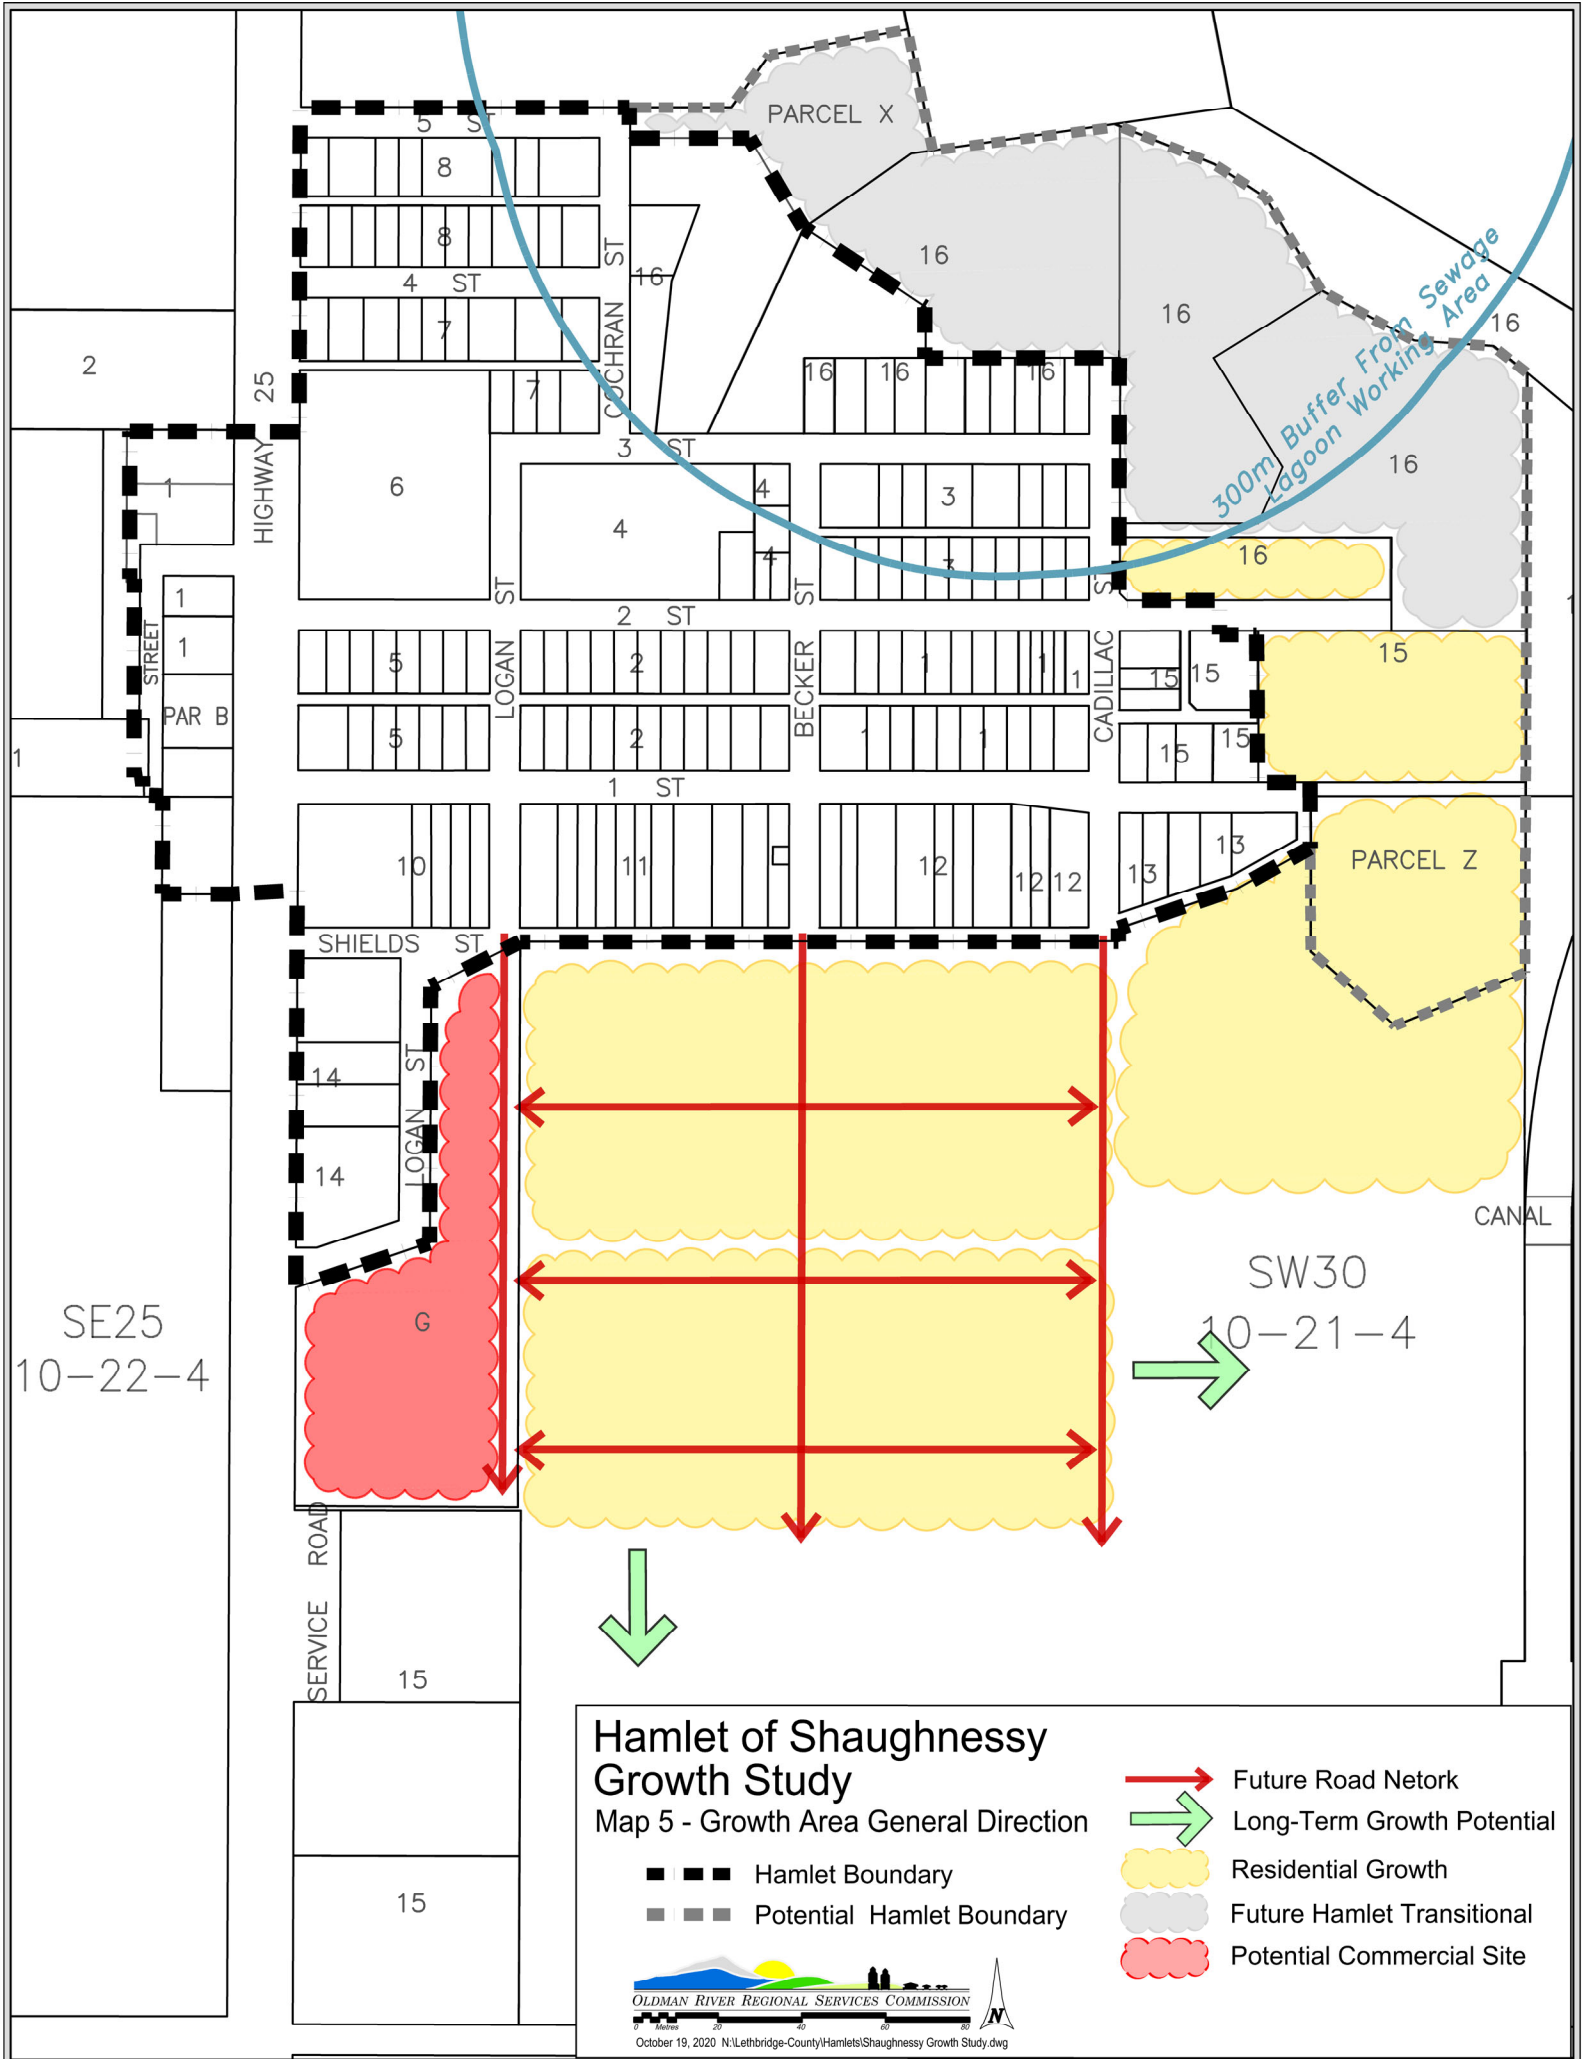 PARCEL X
5 ST
8
8
16
16
4 ST
COCHRAN ST
16
7
16
2
HIGHWAY 25
7
16 16 16
300m Buffer From Sewage
Lagoon Working Area
3 ST
16
1
6
4
4
3
4
3
16
1
STREET
1
PAR B
1
2 ST
LOGAN ST
BECKER ST
CADILLAC ST
5
2
1 1 1
15 15
15
5
2
1 1
15 15
1 ST
10
11
12
12 12
13
13
PARCEL Z
SHIELDS ST
14
LOGAN ST
14
CANAL
SE25
10-22-4
G
SW30
10-21-4
SERVICE ROAD
15
15
Hamlet of Shaughnessy
Growth Study
Map 5 - Growth Area General Direction
Hamlet Boundary
Potential Hamlet Boundary
Future Road Netork
Long-Term Growth Potential
Residential Growth
Future Hamlet Transitional
Potential Commercial Site
OLDMAN RIVER REGIONAL SERVICES COMMISSION
0 Metres 20 40 60 80
N
October 19, 2020 N:\Lethbridge-County\Hamlets\Shaughnessy Growth Study.dwg